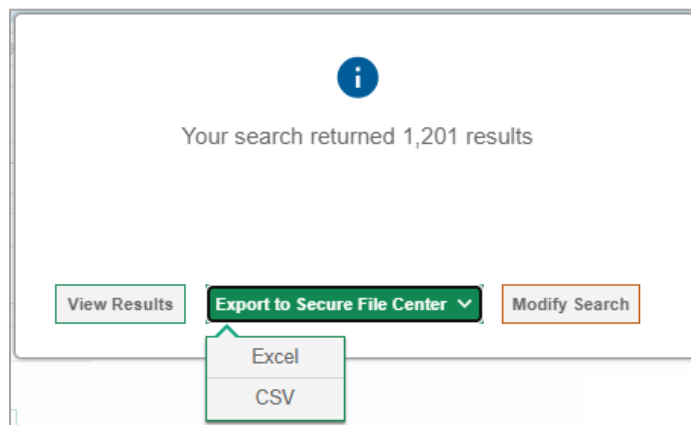 Your search returned 1,201 results
View Results
Export to Secure File Center
Modify Search
Excel
CSV